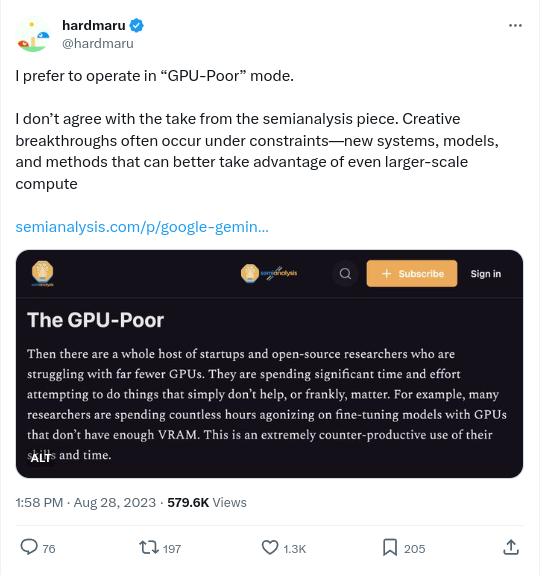 hardmaru
@hardmaru
I prefer to operate in “GPU-Poor” mode.
I don’t agree with the take from the semianalysis piece. Creative
breakthroughs often occur under constraints—new systems, models,
and methods that can better take advantage of even larger-scale
compute
semianalysis.com/p/google-gemin...
semianalysis
Subscribe
Sign in
The GPU-Poor
Then there are a whole host of startups and open-source researchers who are
struggling with far fewer GPUs. They are spending significant time and effort
attempting to do things that simply don’t help, or frankly, matter. For example, many
researchers are spending countless hours agonizing on fine-tuning models with GPUs
that don’t have enough VRAM. This is an extremely counter-productive use of their
skills and time.
ALT
1:58 PM · Aug 28, 2023 · 579.6K Views
76 197 1.3K 205